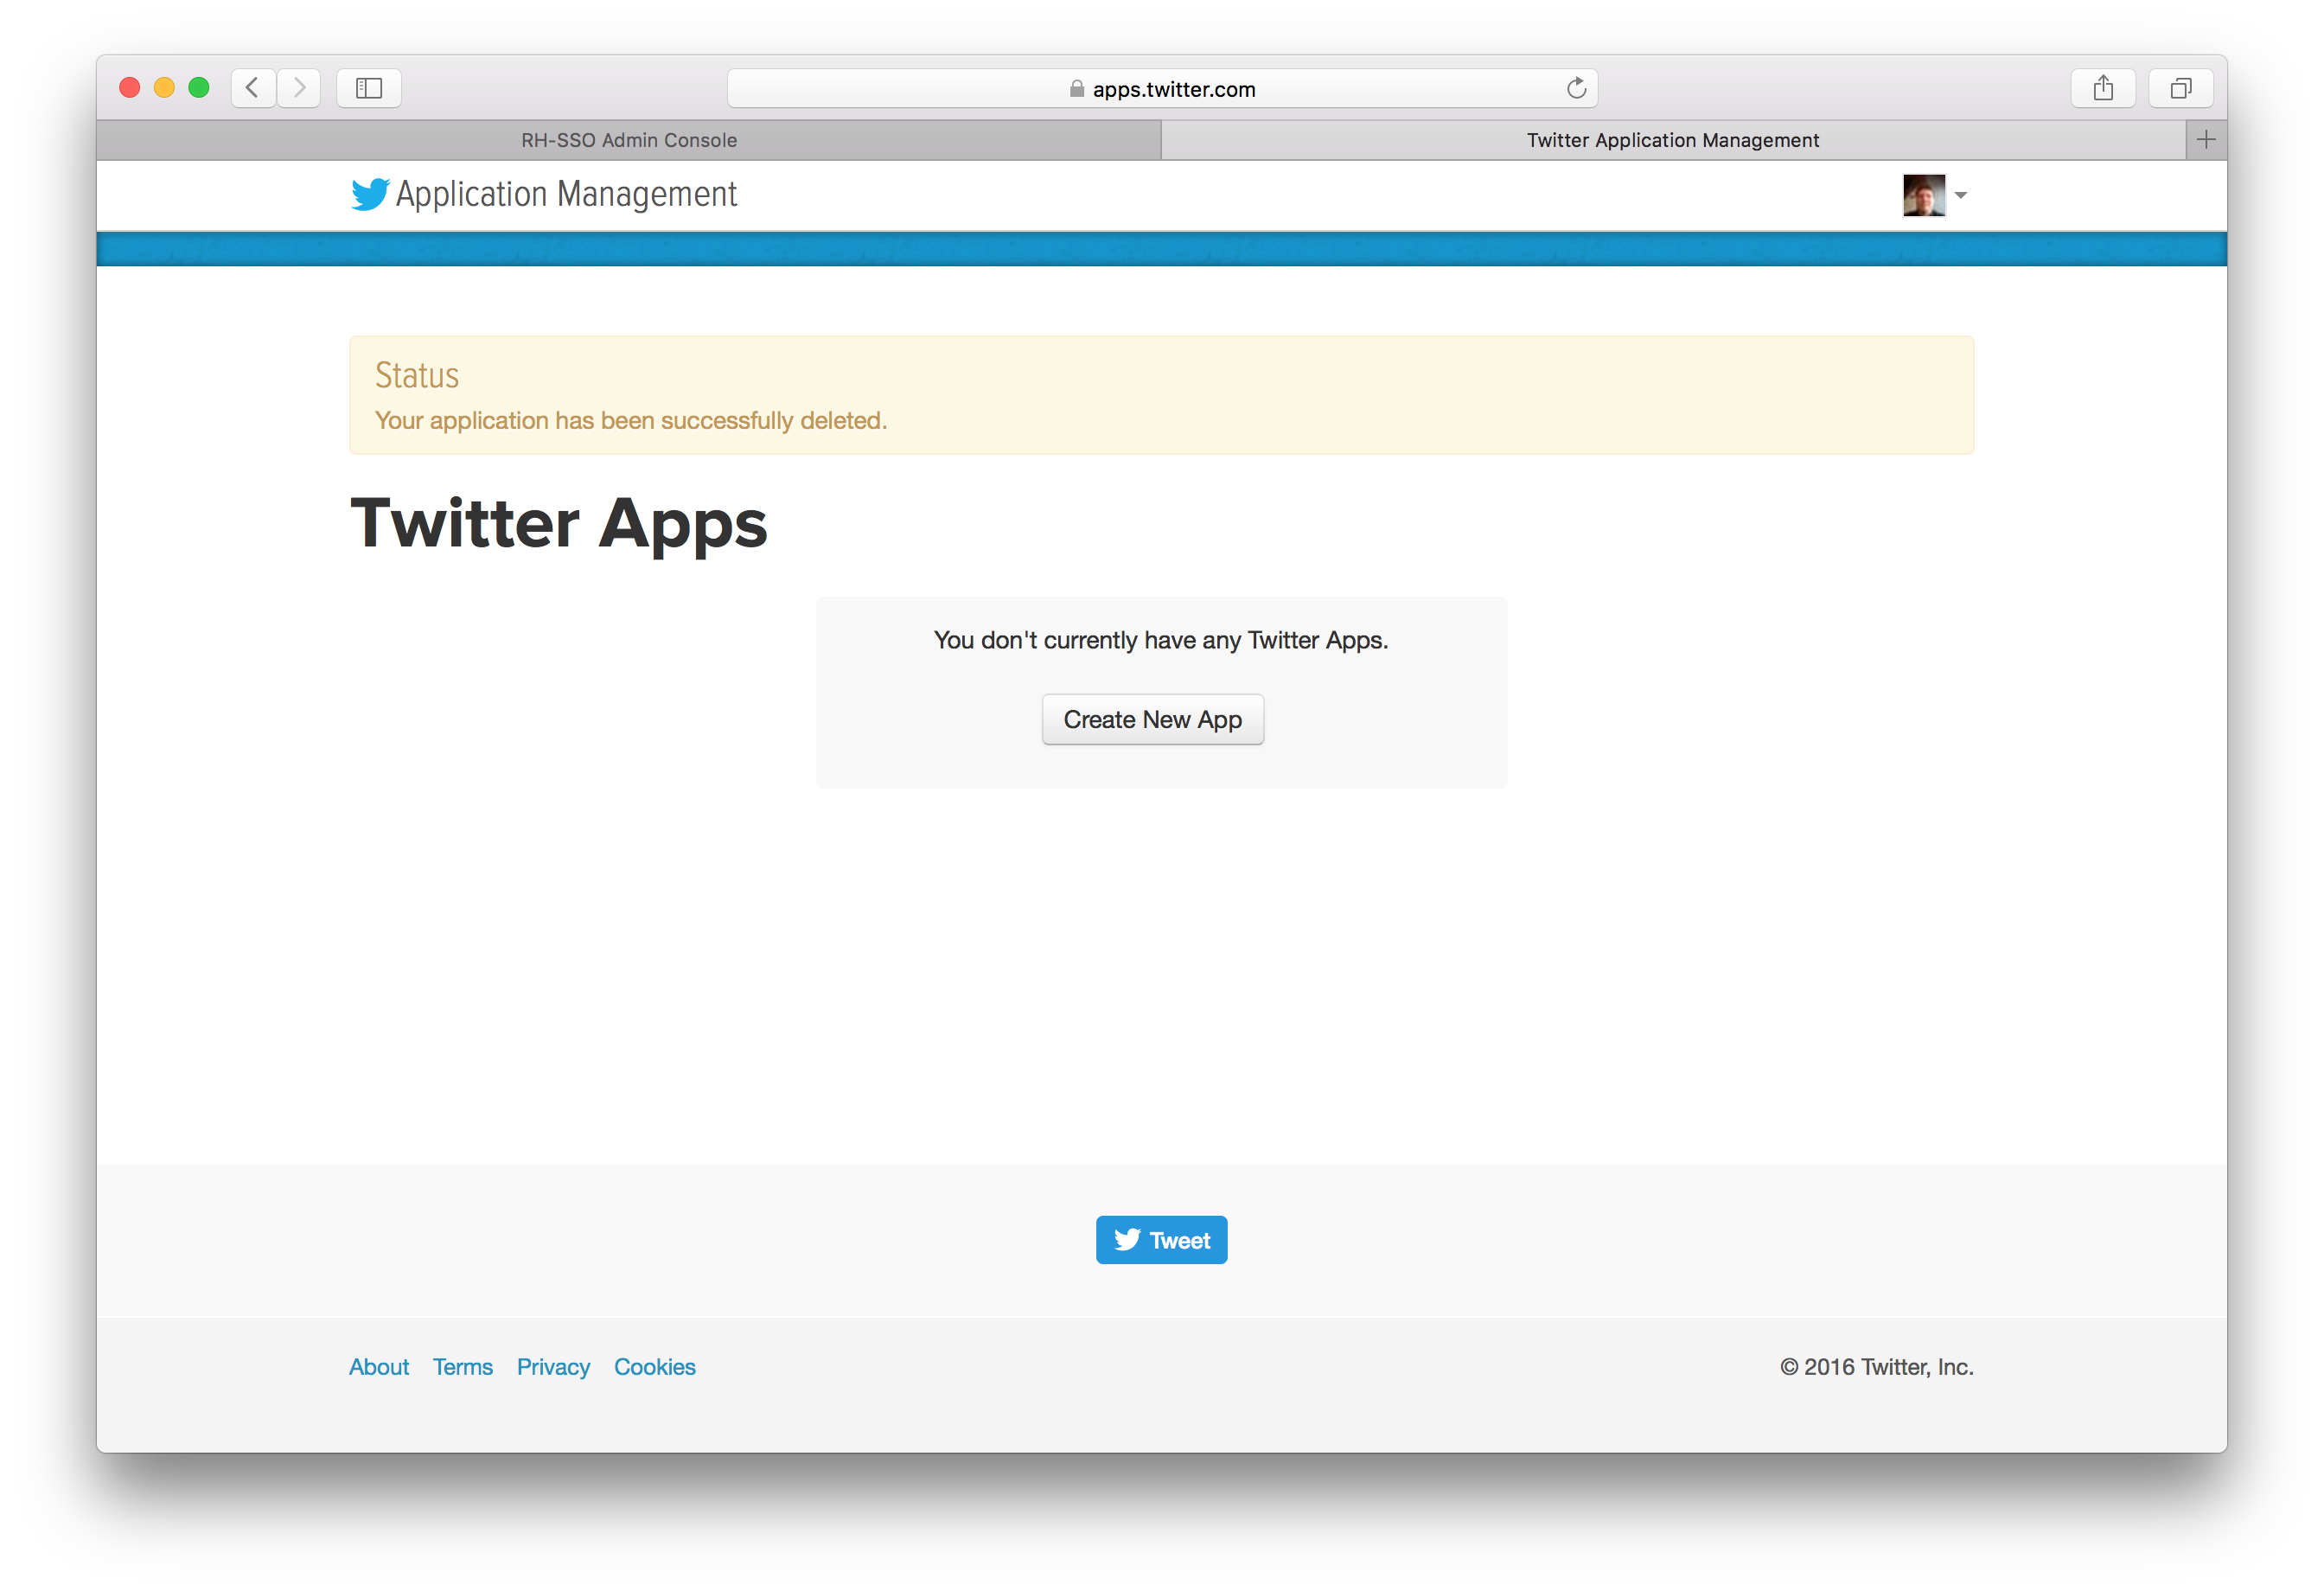 apps.twitter.com
RH-SSO Admin Console
Twitter Application Management
Application Management
Status
Your application has been successfully deleted.
Twitter Apps
You don't currently have any Twitter Apps.
Create New App
Tweet
About Terms Privacy Cookies
© 2016 Twitter, Inc.